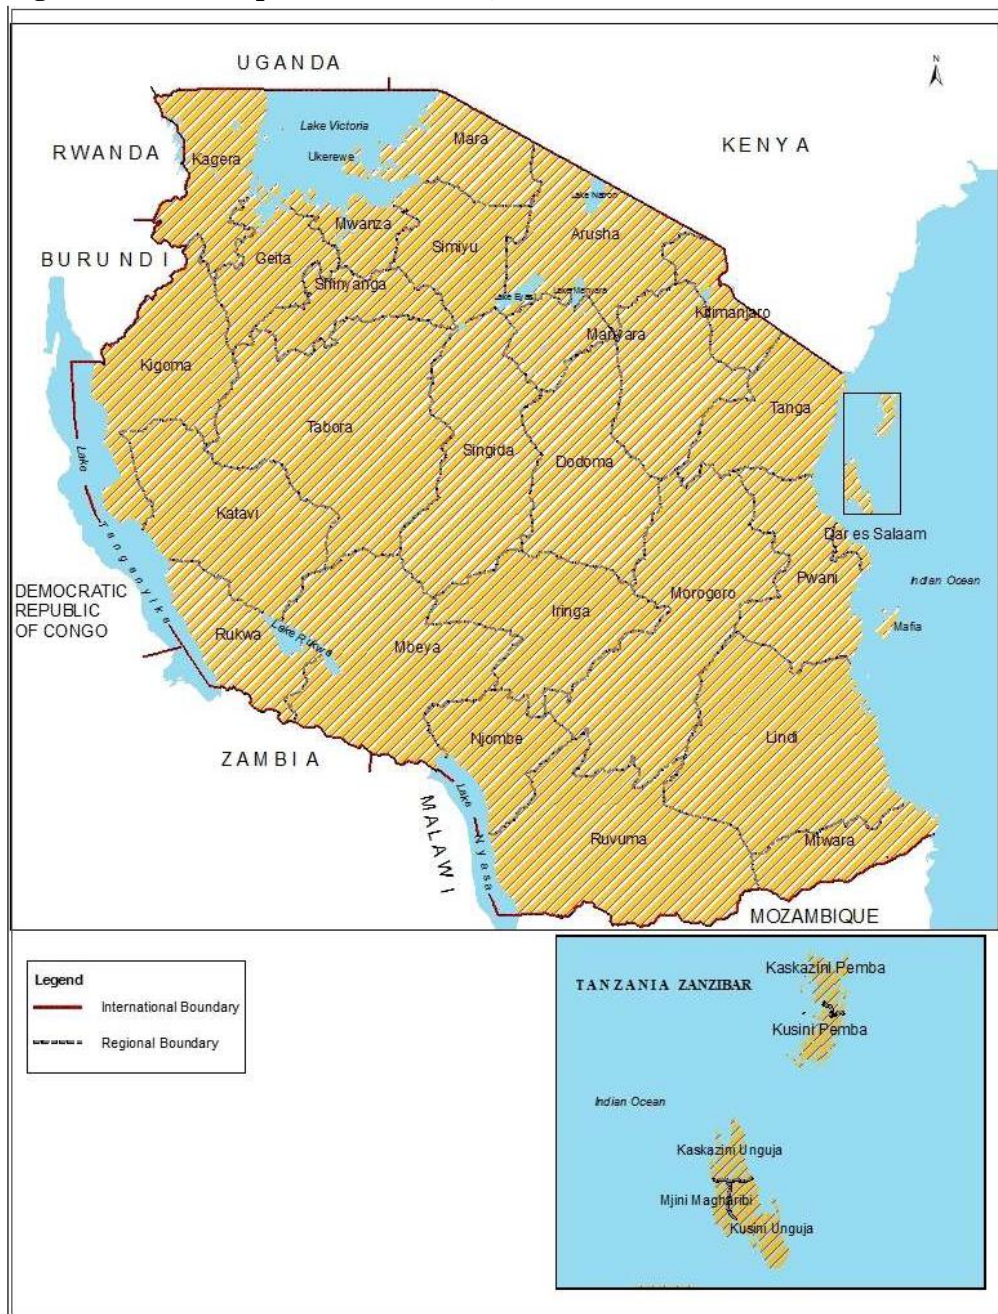 UGANDA
N
Lake Victoria
Mara
KENYA
RWANDA
Kagera
Ukerewe
Lake Natron
Mwanza
Arusha
BURUNDI
Geita
Simiyu
Shinyanga
Lake Eyasi
Lake Manyara
Kilimanjaro
Manyara
Kigoma
Tanga
Tabora
Singida
Dodoma
Lake Tanganyika
Katavi
Dar es Salaam
Pwani
Indian Ocean
DEMOCRATIC
REPUBLIC
OF CONGO
Iringa
Morogoro
Mafia
Rukwa
Lake Rukwa
Mbeya
Njombe
Lindi
ZAMBIA
MALAWI
Lake Nyasa
Ruvuma
Mtwara
MOZAMBIQUE
Legend
International Boundary
Regional Boundary
TANZANIA ZANZIBAR
Kaskazini Pemba
Kusini Pemba
Indian Ocean
Kaskazini Unguja
Mjini Magharibi
Kusini Unguja